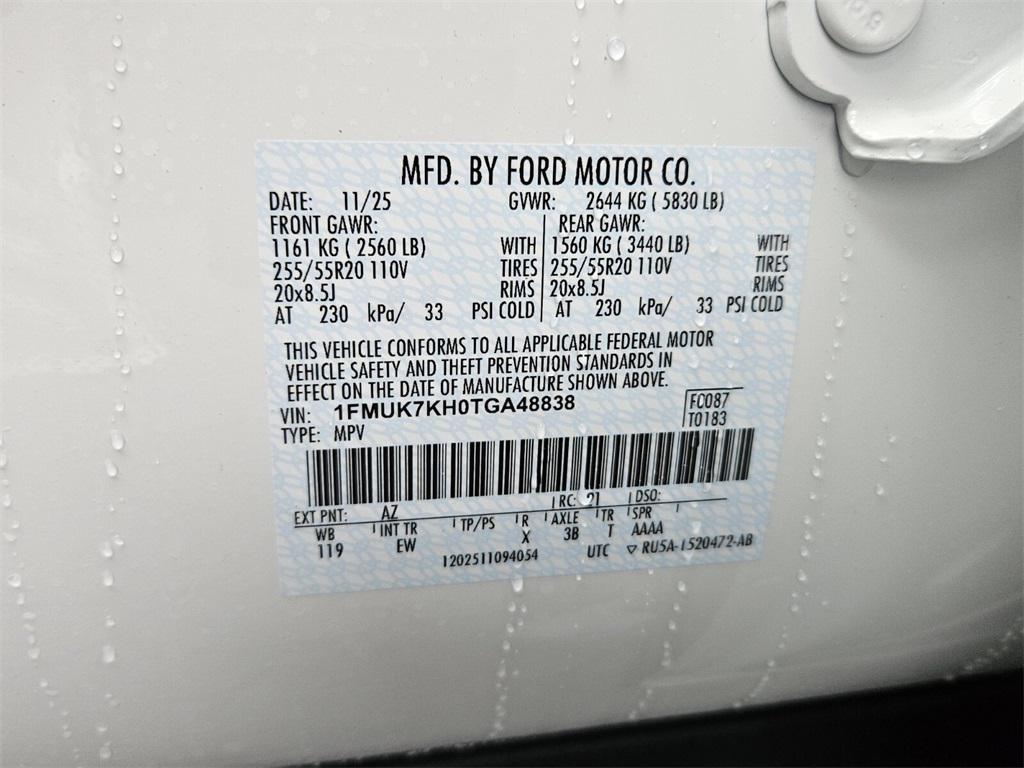 MFD. BY FORD MOTOR CO.
DATE: 11/25 GVWR: 2644 KG ( 5830 LB)
FRONT GAWR: REAR GAWR:
1161 KG ( 2560 LB) WITH 1560 KG ( 3440 LB) WITH
255/55R20 110V TIRES 255/55R20 110V TIRES
20x8.5J RIMS 20x8.5J RIMS
AT 230 kPa/ 33 PSI COLD AT 230 kPa/ 33 PSI COLD
THIS VEHICLE CONFORMS TO ALL APPLICABLE FEDERAL MOTOR
VEHICLE SAFETY AND THEFT PREVENTION STANDARDS IN
EFFECT ON THE DATE OF MANUFACTURE SHOWN ABOVE.
VIN: 1FMUK7KH0TGA48838 FC087
TYPE: MPV T0183
EXT PNT: AZ RC: 21 DSO:
WB INT TR TP/PS R AXLE TR SPR
119 EW X 3B T AAAA
1202511094054 UTC ▽ RU5A-1520472-AB